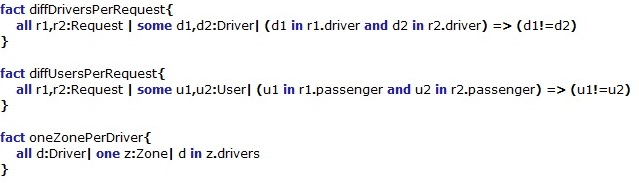 fact diffDriversPerRequest{
all r1,r2:Request | some d1,d2:Driver| (d1 in r1.driver and d2 in r2.driver) => (d1!=d2)
}
fact diffUsersPerRequest{
all r1,r2:Request | some u1,u2:User| (u1 in r1.passenger and u2 in r2.passenger) => (u1!=u2)
}
fact oneZonePerDriver{
all d:Driver| one z:Zone| d in z.drivers
}